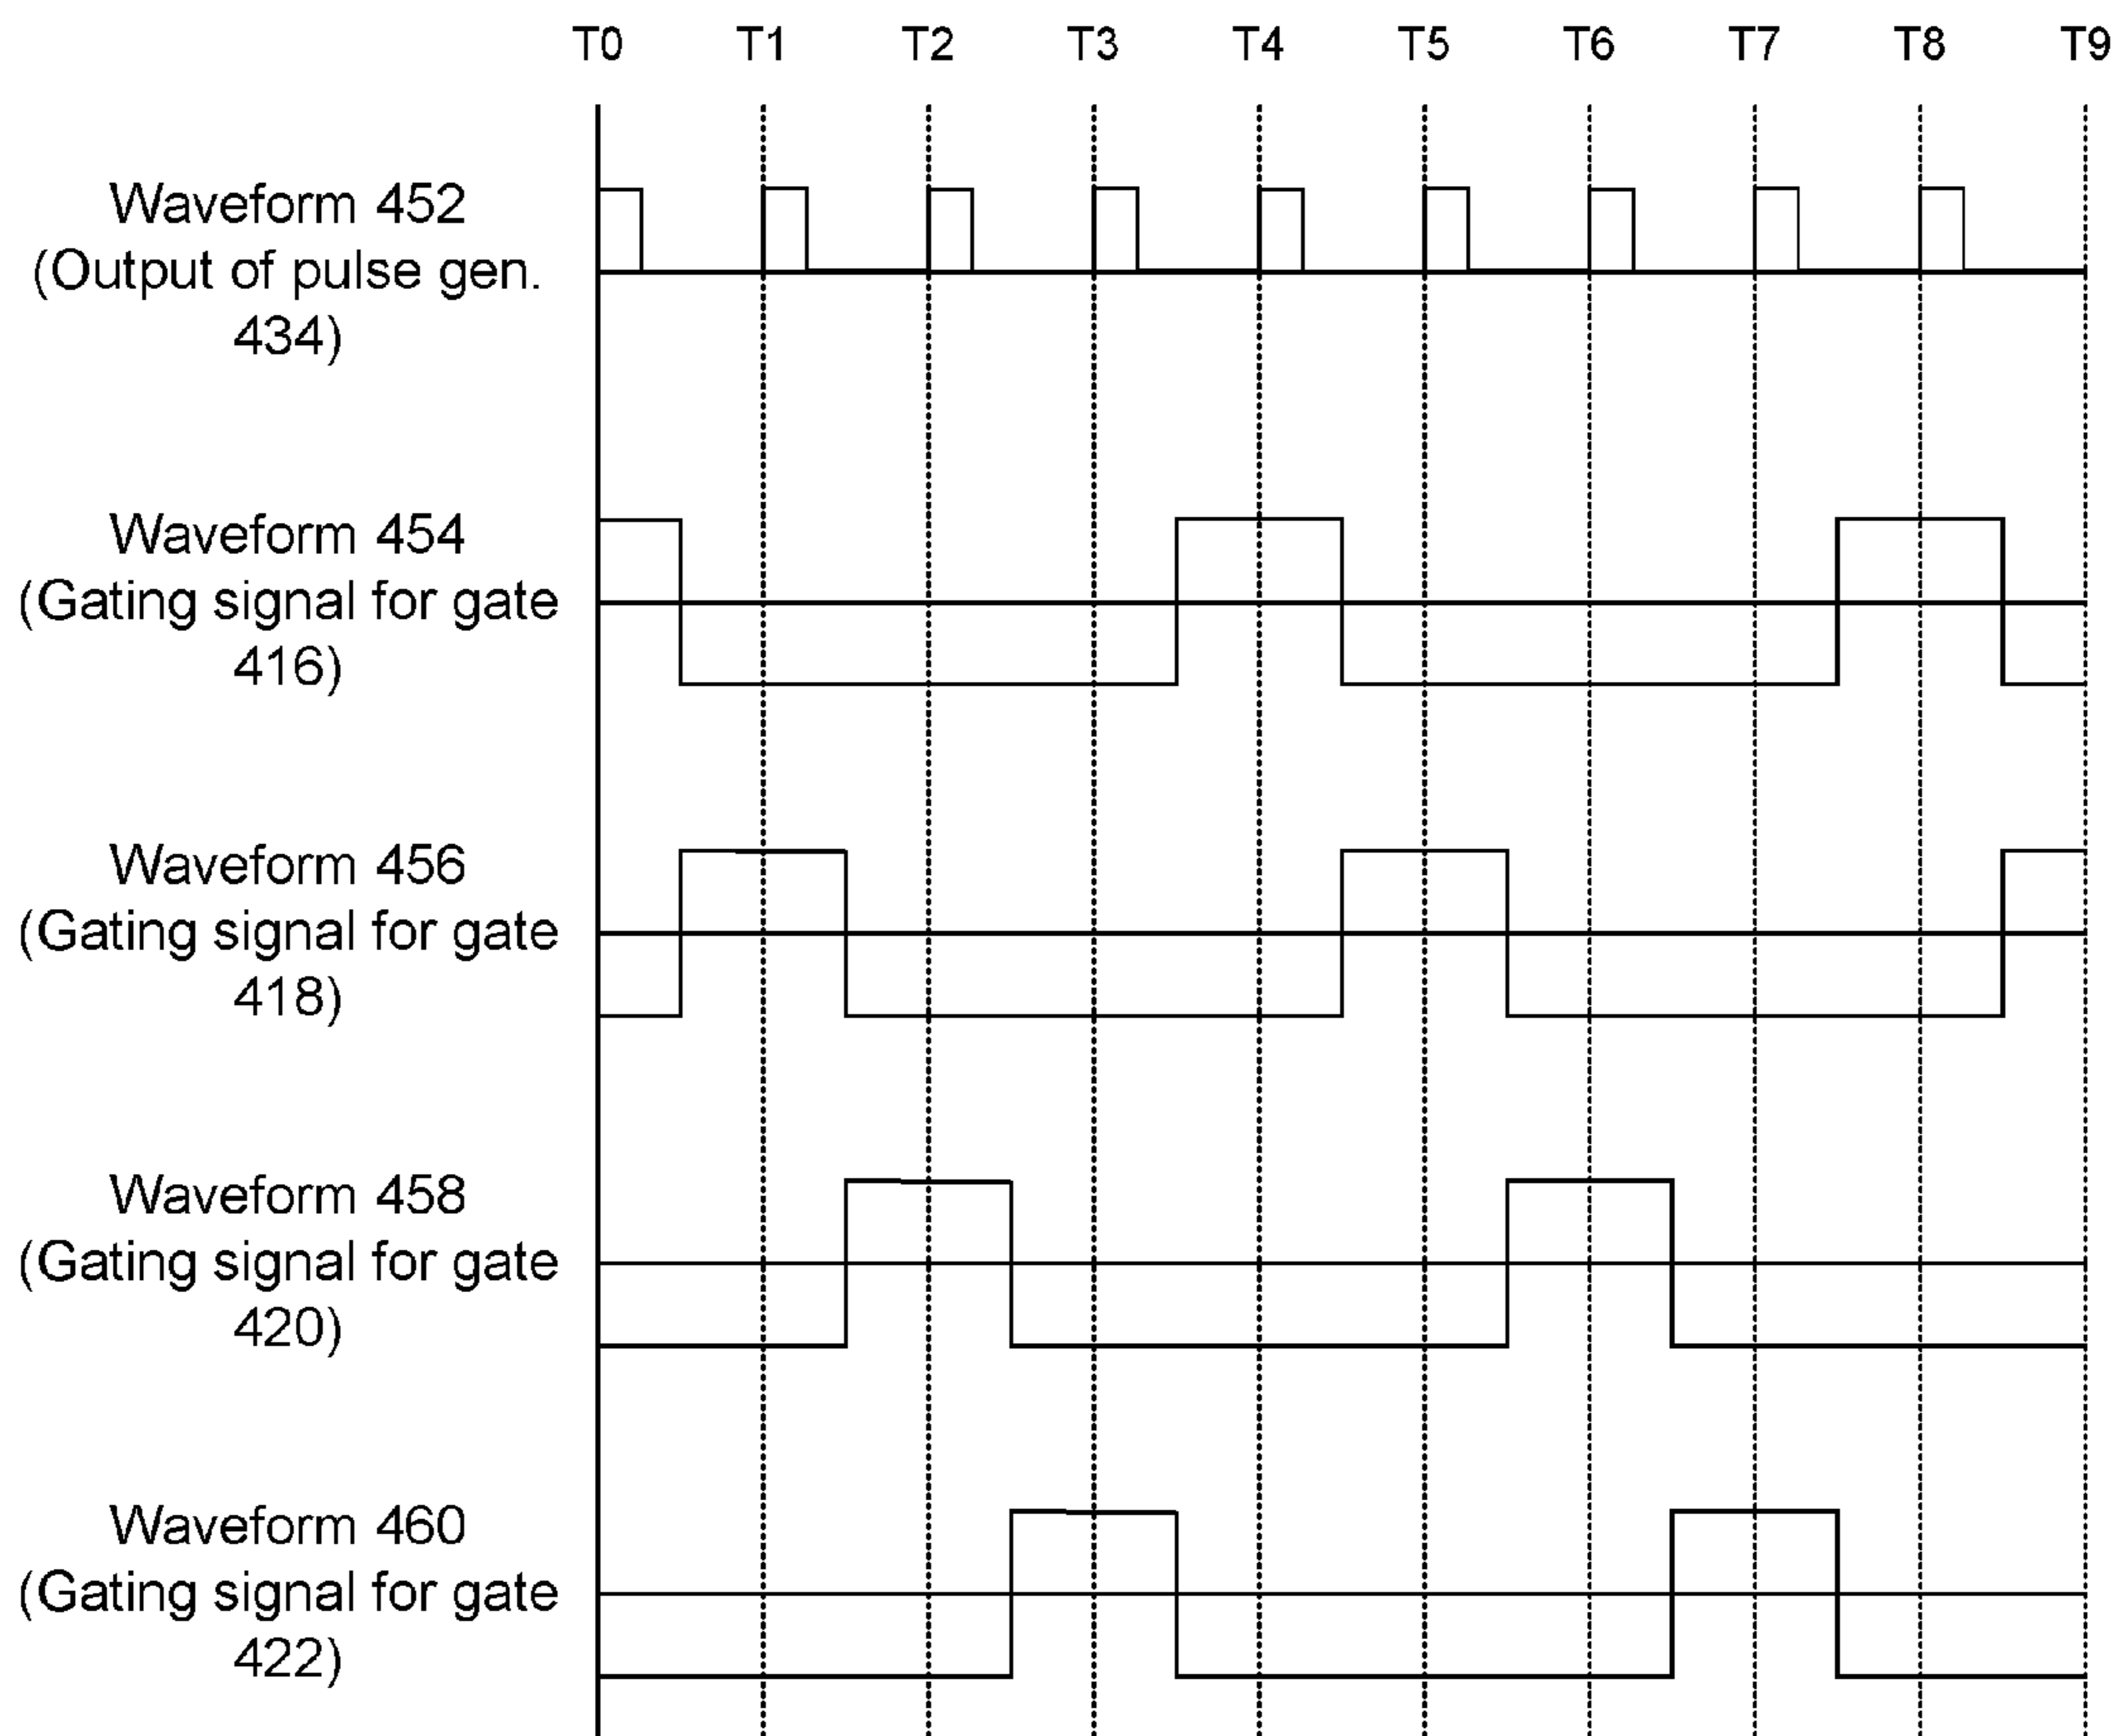 T0 T1 T2 T3 T4 T5 T6 T7 T8 T9
Waveform 452
(Output of pulse gen.
434)
Waveform 454
(Gating signal for gate
416)
Waveform 456
(Gating signal for gate
418)
Waveform 458
(Gating signal for gate
420)
Waveform 460
(Gating signal for gate
422)